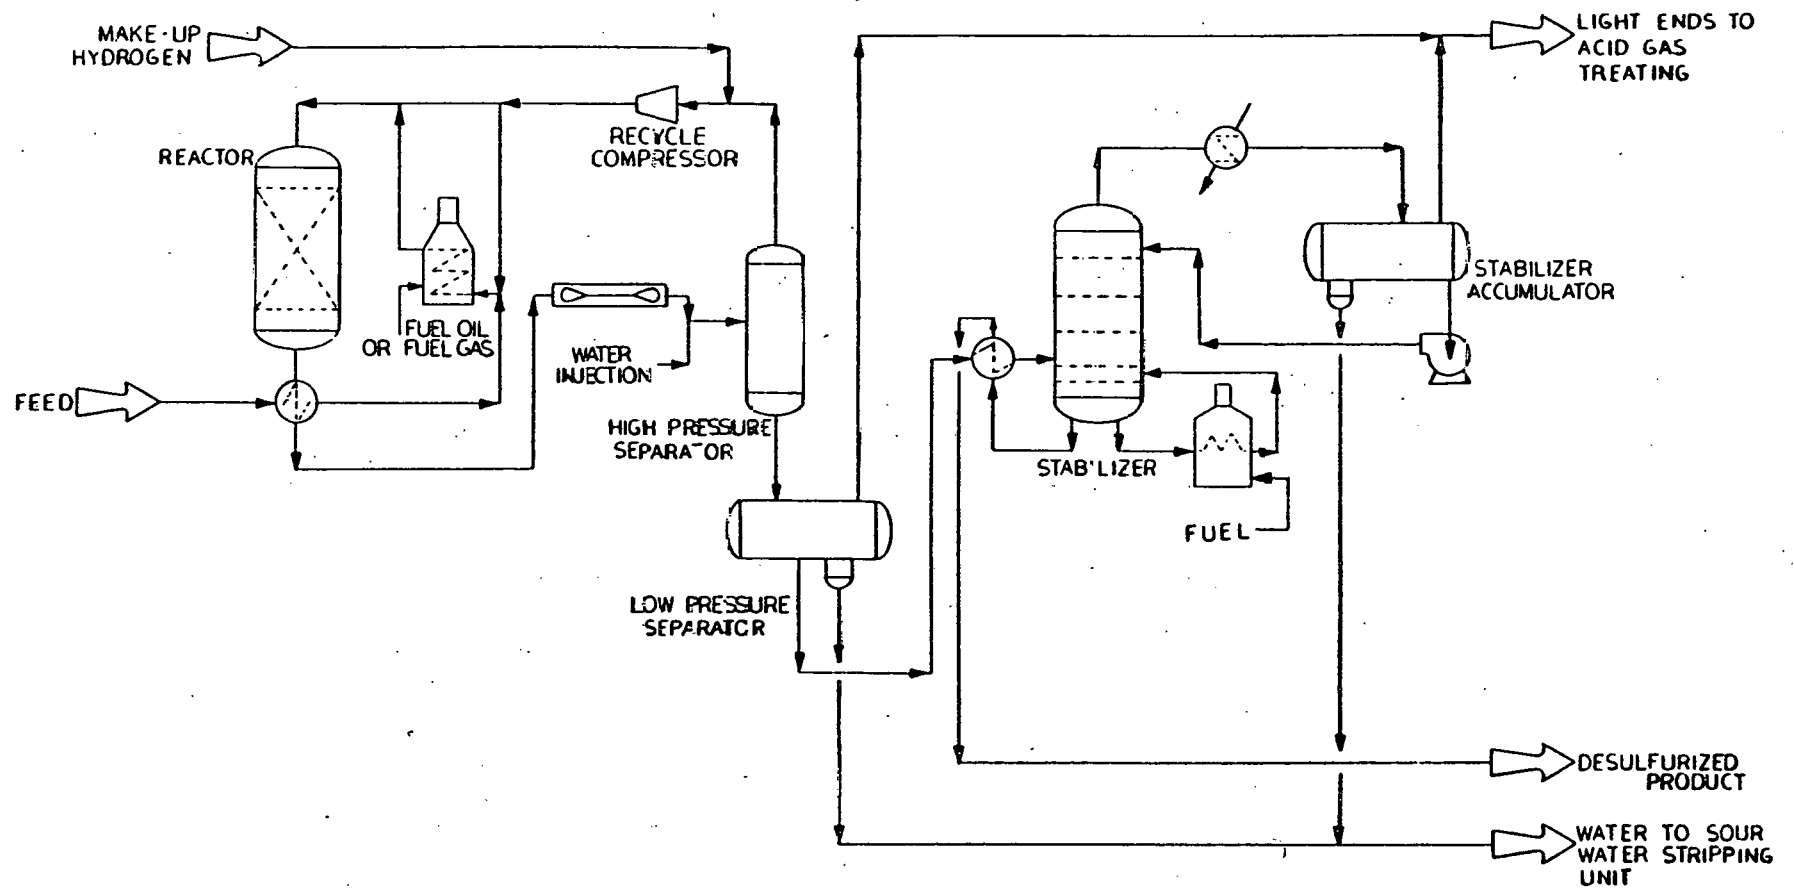 MAKE-UP
HYDROGEN
LIGHT ENDS TO
ACID GAS
TREATING
RECYCLE
COMPRESSOR
REACTOR
STABILIZER
ACCUMULATOR
FUEL OIL
OR FUEL GAS
WATER
INJECTION
FEED
HIGH PRESSURE
SEPARATOR
STABILIZER
FUEL
LOW PRESSURE
SEPARATOR
DESULFURIZED
PRODUCT
WATER TO SOUR
WATER STRIPPING
UNIT